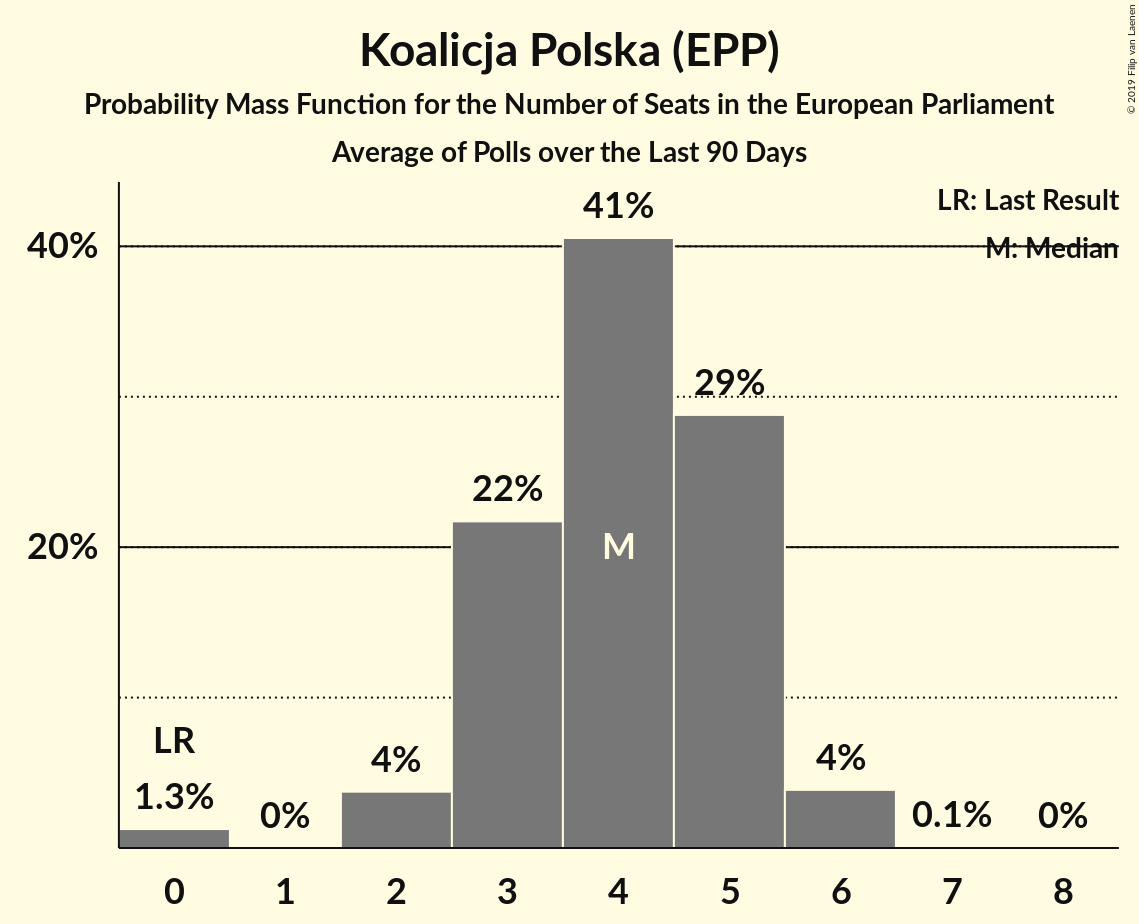 Koalicja Polska (EPP)
Probability Mass Function for the Number of Seats in the European Parliament
Average of Polls over the Last 90 Days
© 2019 Filip van Laenen
LR: Last Result
M: Median
40%
20%
LR
1.3%
0%
4%
22%
41%
M
29%
4%
0.1%
0%
0 1 2 3 4 5 6 7 8